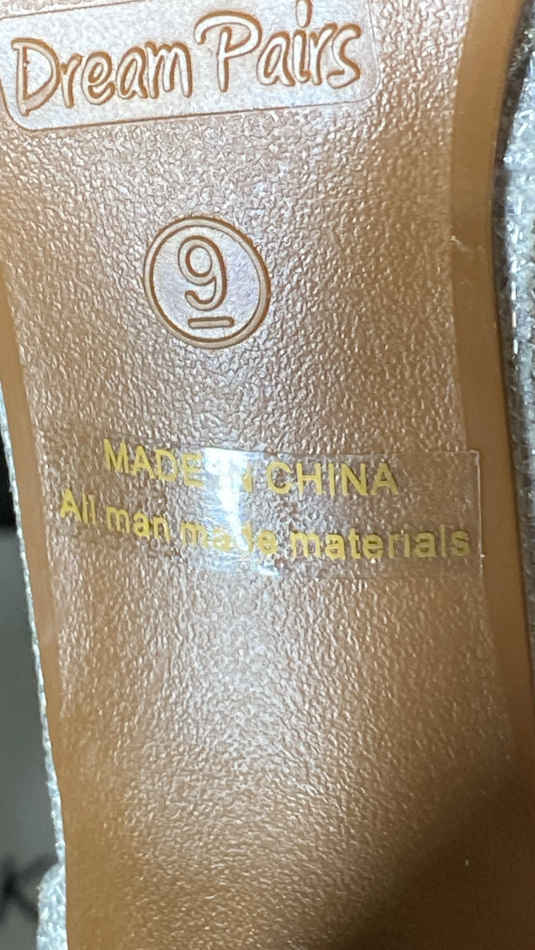 Dream Pairs
9
MADE IN CHINA
All man made materials